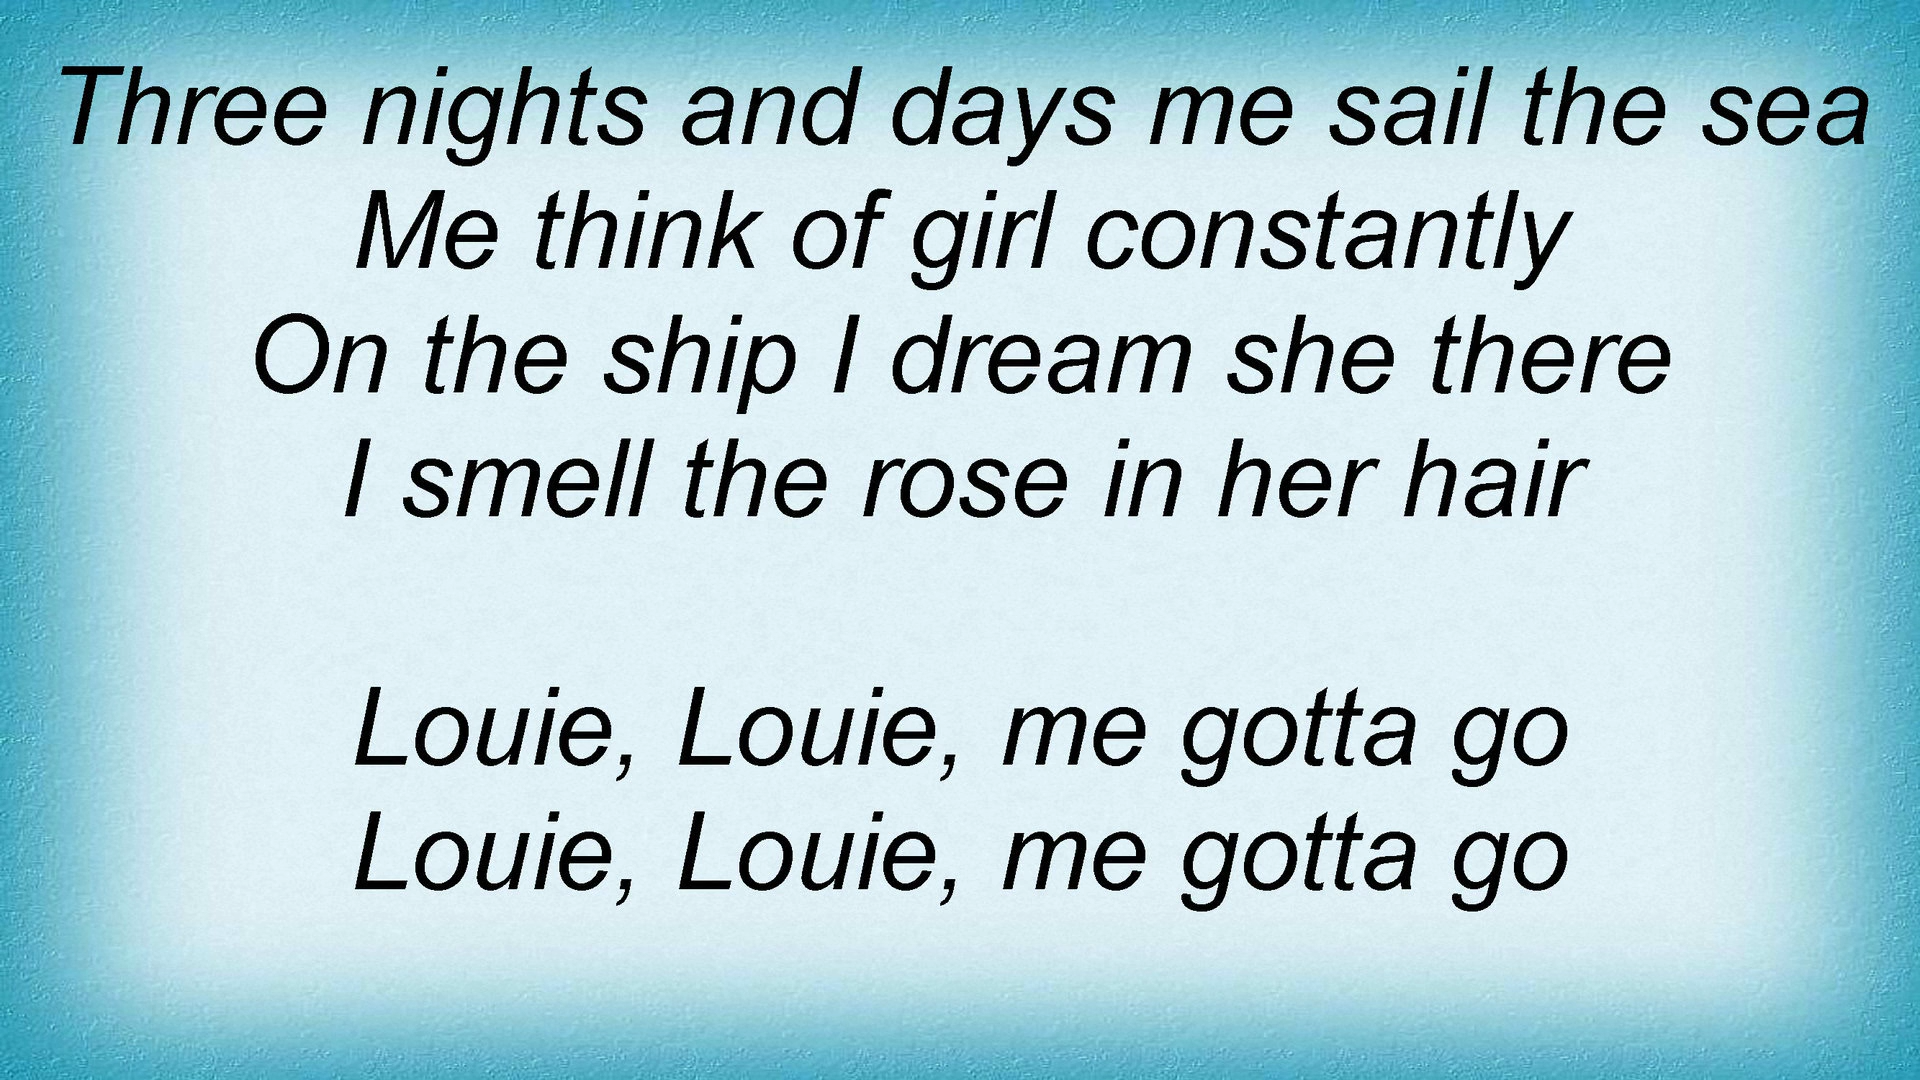 Three nights and days me sail the sea
Me think of girl constantly
On the ship I dream she there
I smell the rose in her hair
Louie, Louie, me gotta go
Louie, Louie, me gotta go